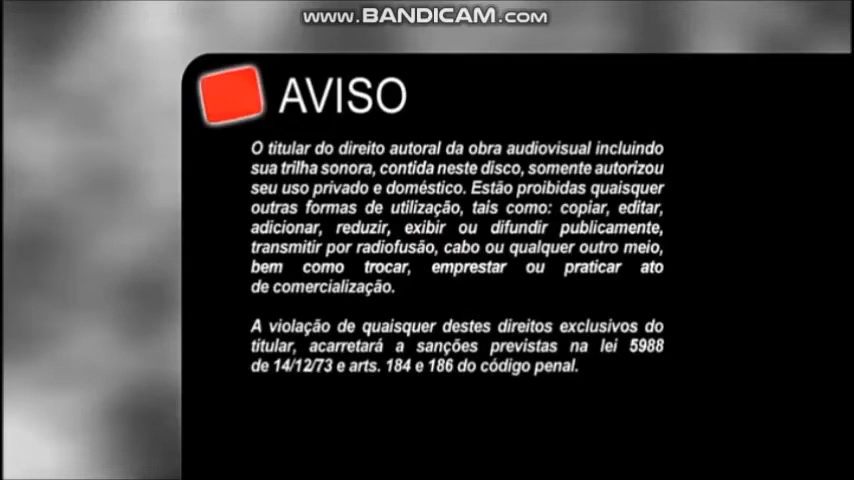 www.BANDICAM.com
AVISO
O titular do direito autoral da obra audiovisual incluindo
sua trilha sonora, contida neste disco, somente autorizou
seu uso privado e doméstico. Estão proibidas quaisquer
outras formas de utilização, tais como: copiar, editar,
adicionar, reduzir, exibir ou difundir publicamente,
transmitir por radiofusão, cabo ou qualquer outro meio,
bem como trocar, emprestar ou praticar ato
de comercialização.
A violação de quaisquer destes direitos exclusivos do
titular, acarretará a sanções previstas na lei 5988
de 14/12/73 e arts. 184 e 186 do código penal.